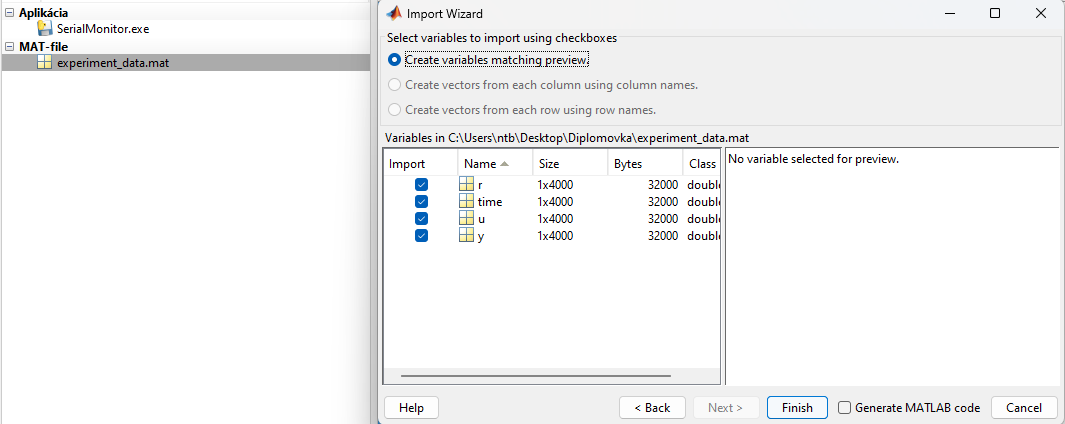 Aplikácia
SerialMonitor.exe
MAT-file
experiment_data.mat
Import Wizard
Select variables to import using checkboxes
Create variables matching preview.
Create vectors from each column using column names.
Create vectors from each row using row names.
Variables in C:\Users\ntb\Desktop\Diplomovka\experiment_data.mat
Import Name Size Bytes Class
r 1x4000 32000 double
time 1x4000 32000 double
u 1x4000 32000 double
y 1x4000 32000 double
No variable selected for preview.
Help < Back Next > Finish Generate MATLAB code Cancel